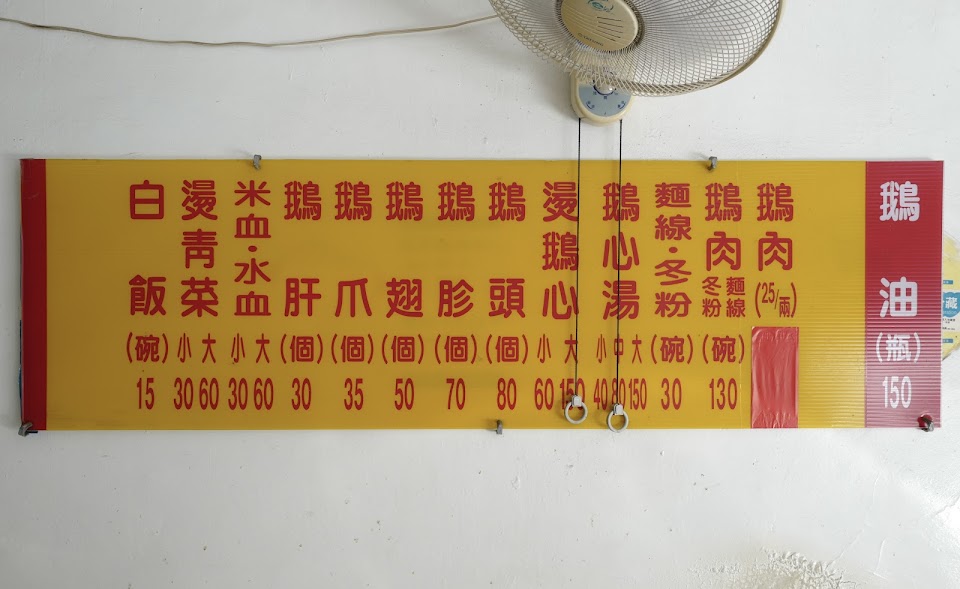 鵝油(瓶)150
鵝肉(25/兩)
鵝肉麵線冬粉(碗)130
麵線·冬粉(碗)30
鵝心湯 小 中 大 40 80 150
燙鵝心 小 大 60 150
鵝頭(個)80
鵝胗(個)70
鵝翅(個)50
鵝爪(個)35
鵝肝(個)30
米血·水血 小 大 30 60
燙青菜 小 大 30 60
白飯(碗)15
藏